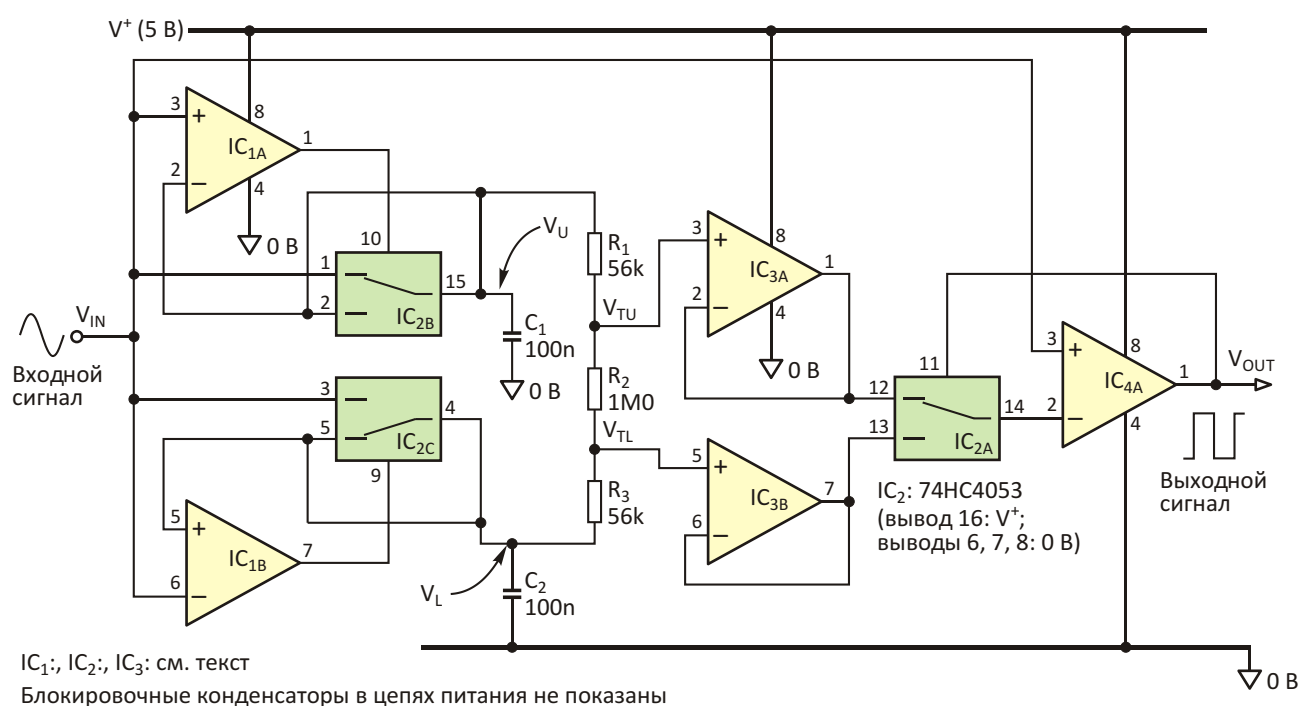 V⁺ (5 В)
3
+
8
IC1A
1
2
–
4
0 В
10
1
15
2
IC2B
VU
C1
100n
0 В
R1
56k
VTU
R2
1M0
VTL
R3
56k
VIN
Входной
сигнал
3
4
5
IC2C
9
5
+
IC1B
7
6
–
VL
C2
100n
3
+
8
IC3A
1
2
–
4
0 В
5
+
IC3B
7
6
–
11
12
14
13
IC2A
IC2: 74HC4053
(вывод 16: V⁺;
выводы 6, 7, 8: 0 В)
3
+
8
IC4A
1
2
–
4
VOUT
Выходной
сигнал
0 В
IC1:, IC2:, IC3: см. текст
Блокировочные конденсаторы в цепях питания не показаны